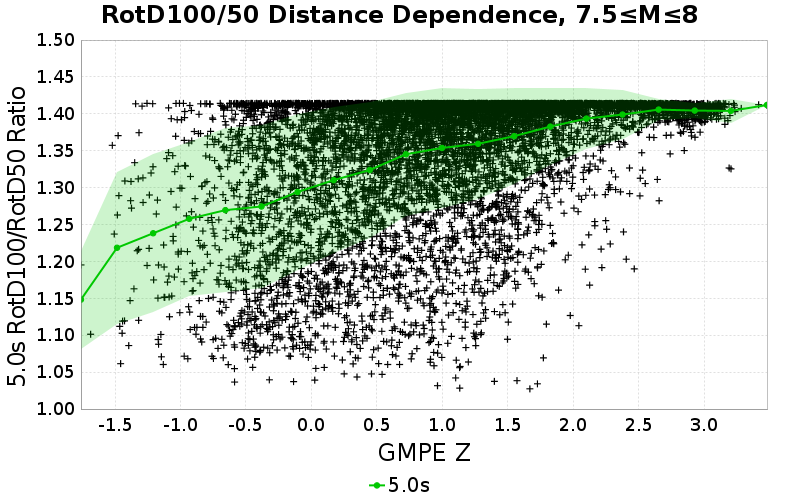 RotD100/50 Distance Dependence, 7.5≤M≤8
5.0s RotD100/RotD50 Ratio
1.50
1.45
1.40
1.35
1.30
1.25
1.20
1.15
1.10
1.05
1.00
-1.5 -1.0 -0.5 0.0 0.5 1.0 1.5 2.0 2.5 3.0
GMPE Z
5.0s